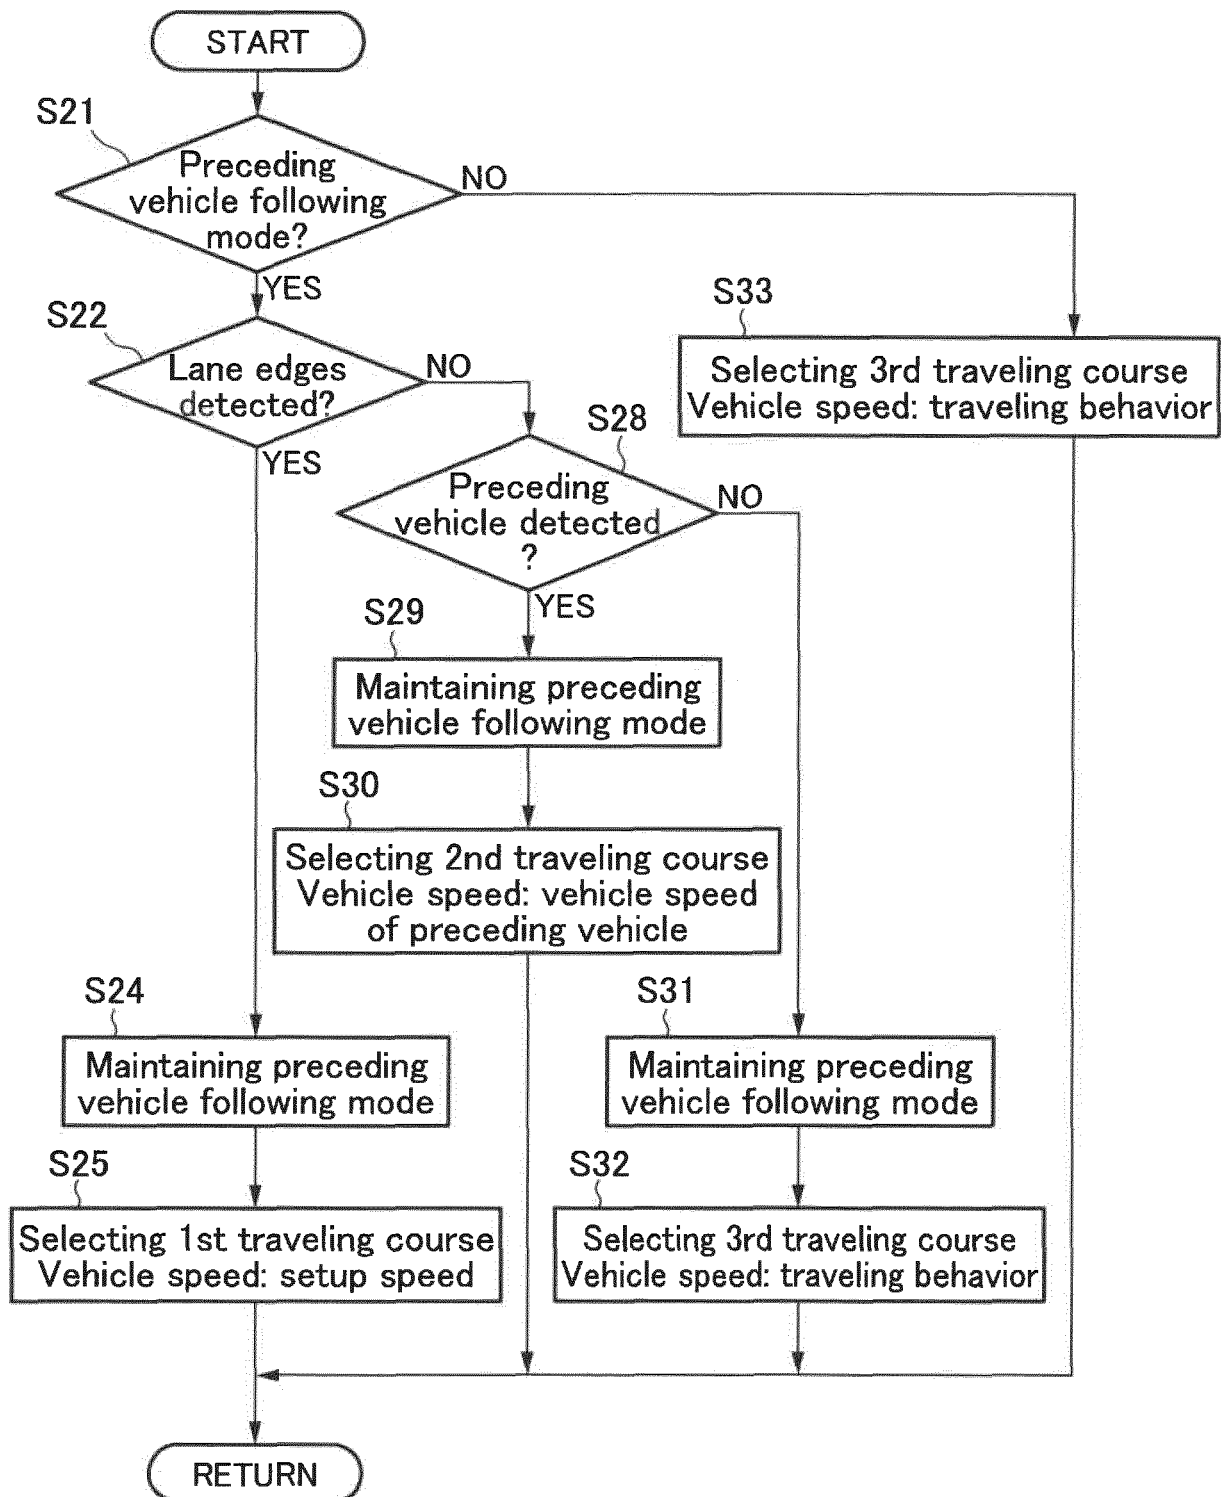 START
S21
Preceding
vehicle following
mode?
NO
YES
S22
Lane edges
detected?
NO
YES
S33
Selecting 3rd traveling course
Vehicle speed: traveling behavior
S28
Preceding
vehicle detected
?
NO
YES
S29
Maintaining preceding
vehicle following mode
S30
Selecting 2nd traveling course
Vehicle speed: vehicle speed
of preceding vehicle
S24
Maintaining preceding
vehicle following mode
S31
Maintaining preceding
vehicle following mode
S25
Selecting 1st traveling course
Vehicle speed: setup speed
S32
Selecting 3rd traveling course
Vehicle speed: traveling behavior
RETURN